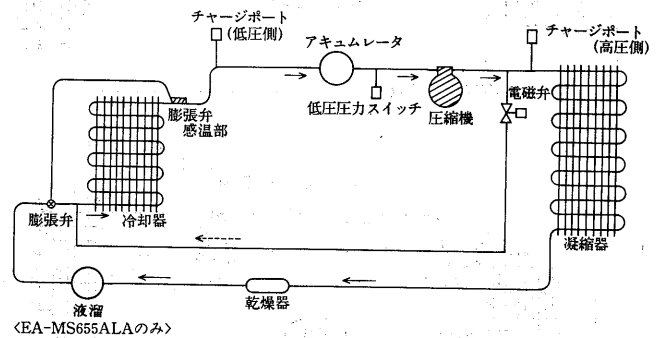 チャージポート
(低圧側)
アキュムレータ
チャージポート
(高圧側)
膨張弁
感温部
低圧圧力スイッチ
圧縮機
電磁弁
膨張弁
冷却器
凝縮器
液溜
乾燥器
〈EA-MS655ALAのみ〉